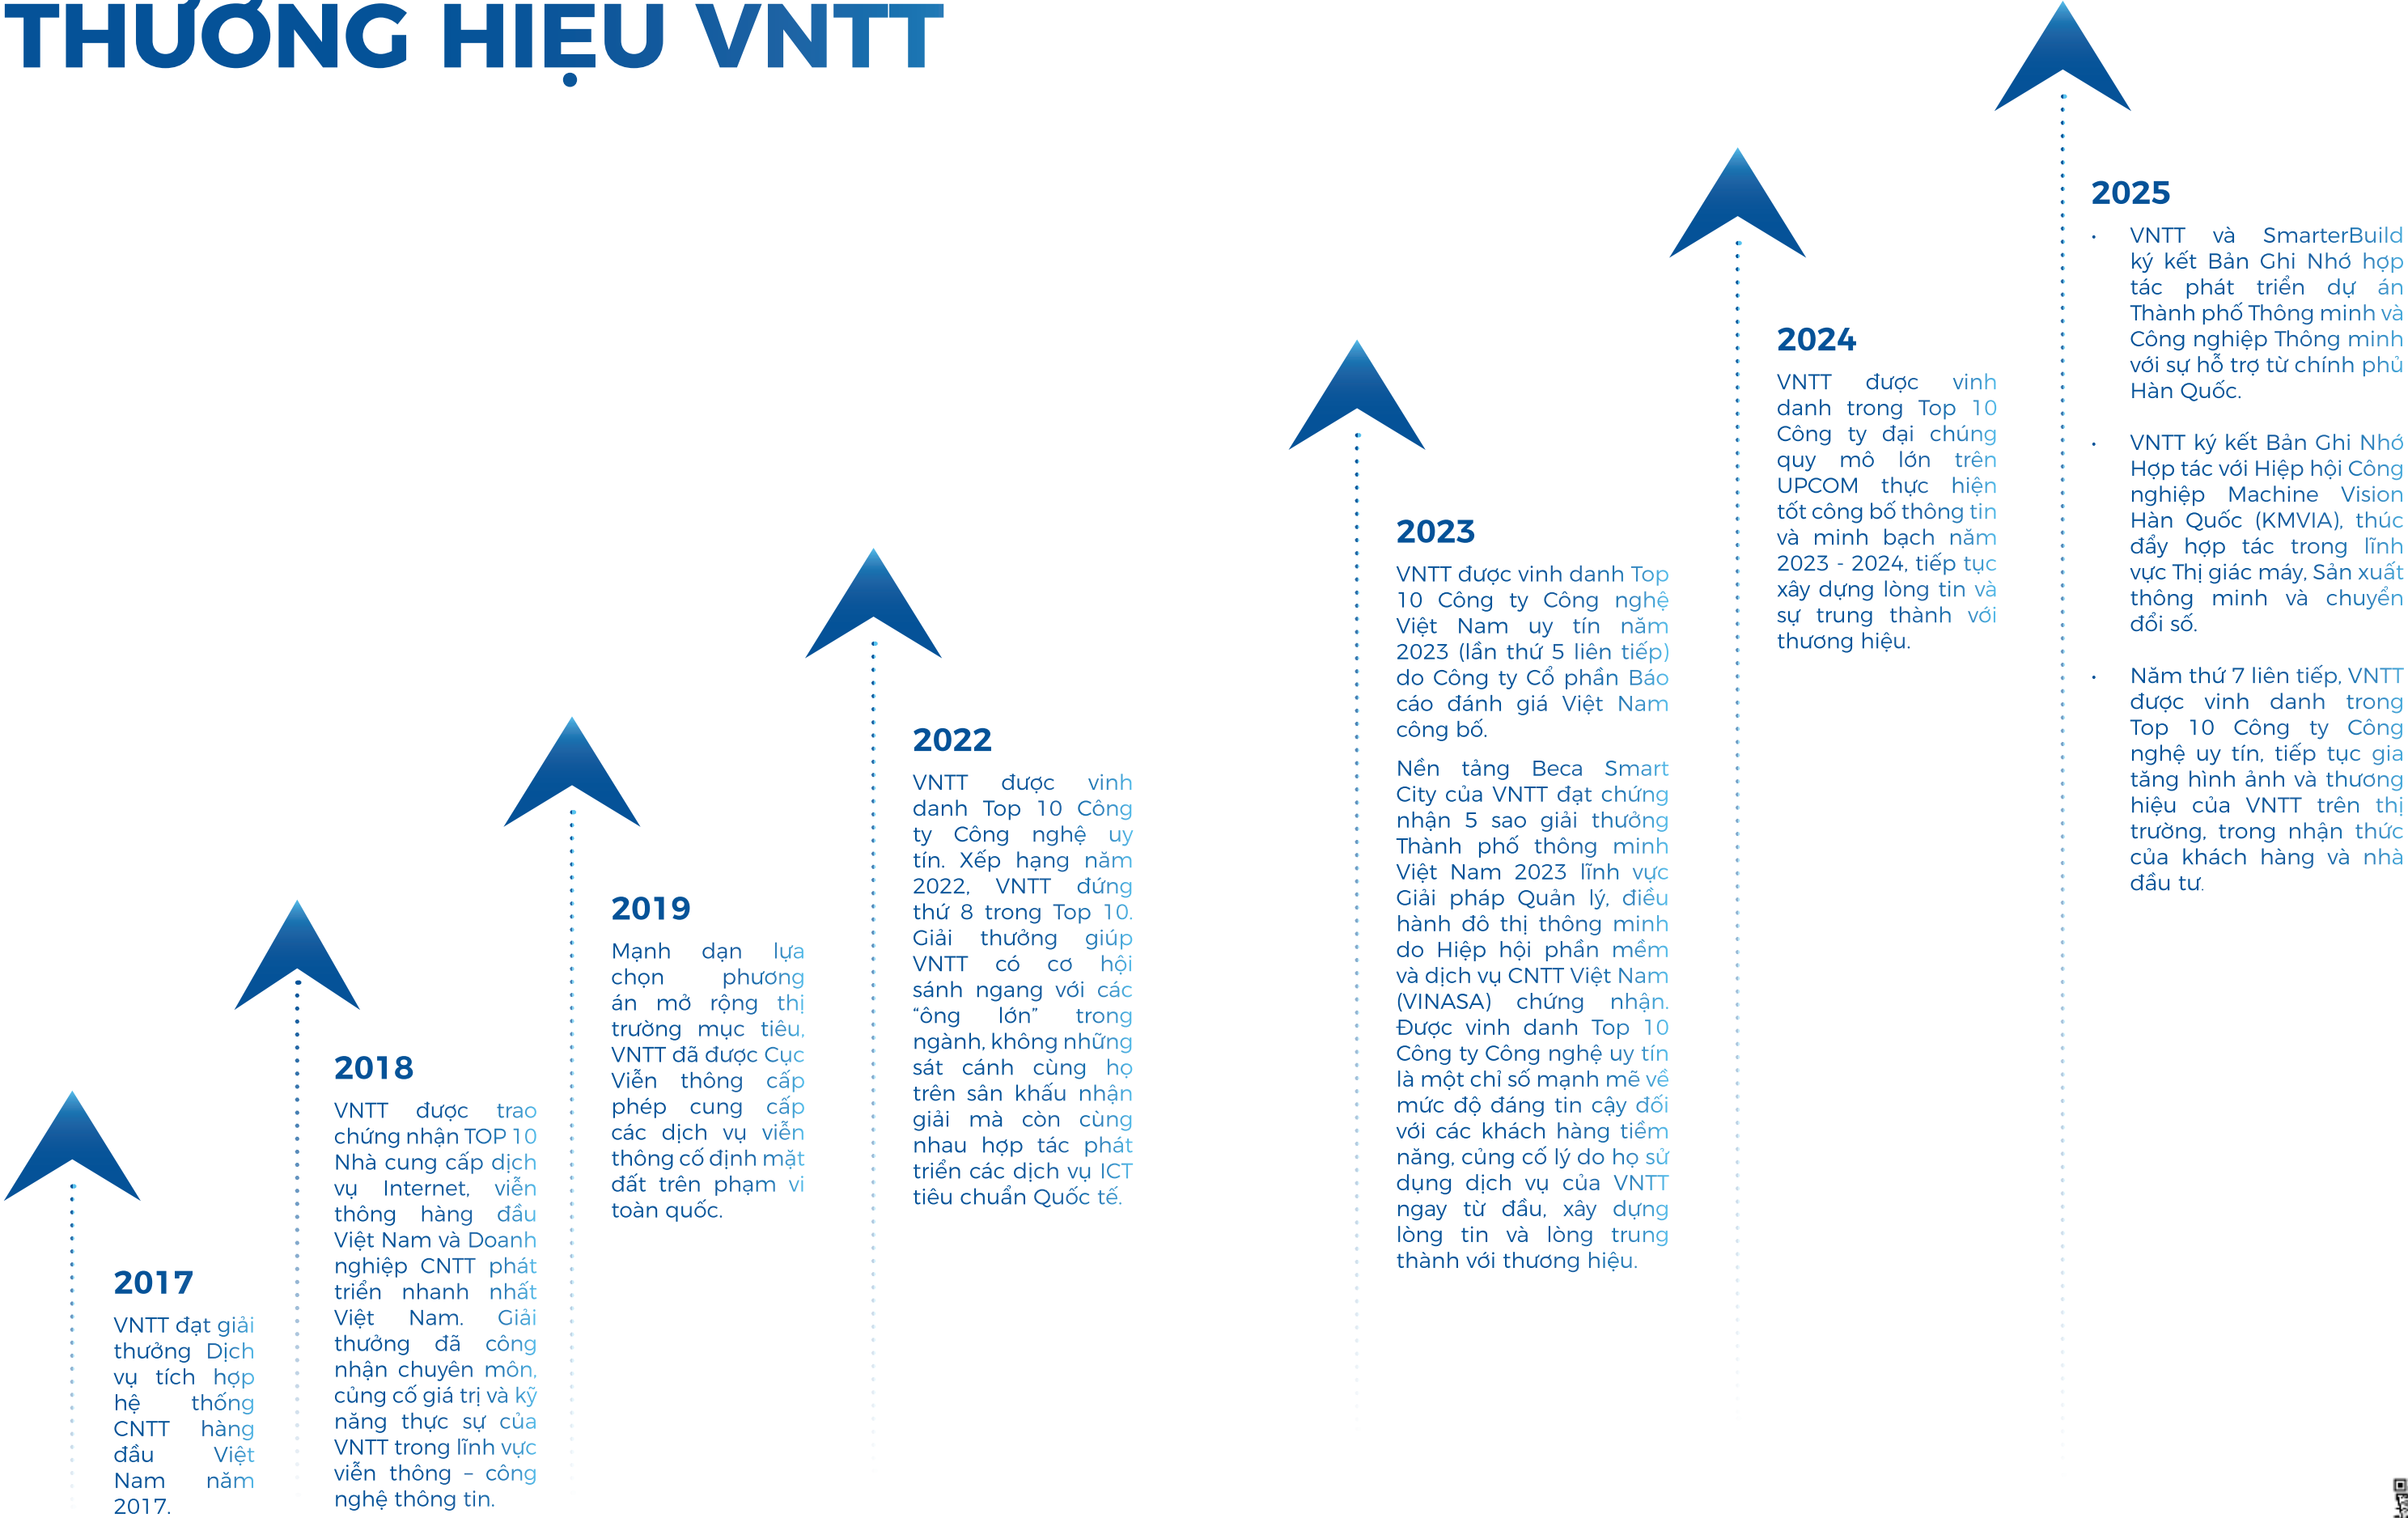 THƯƠNG HIỆU VNTT
2017
VNTT đạt giải
thưởng Dịch
vụ tích hợp
hệ thống
CNTT hàng
đầu Việt
Nam năm
2017.
2018
VNTT được trao
chứng nhận TOP 10
Nhà cung cấp dịch
vụ Internet, viễn
thông hàng đầu
Việt Nam và Doanh
nghiệp CNTT phát
triển nhanh nhất
Việt Nam. Giải
thưởng đã công
nhận chuyên môn,
củng cố giá trị và kỹ
năng thực sự của
VNTT trong lĩnh vực
viễn thông – công
nghệ thông tin.
2019
Mạnh dạn lựa
chọn phương
án mở rộng thị
trường mục tiêu,
VNTT đã được Cục
Viễn thông cấp
phép cung cấp
các dịch vụ viễn
thông cố định mặt
đất trên phạm vi
toàn quốc.
2022
VNTT được vinh
danh Top 10 Công
ty Công nghệ uy
tín. Xếp hạng năm
2022, VNTT đứng
thứ 8 trong Top 10.
Giải thưởng giúp
VNTT có cơ hội
sánh ngang với các
“ông lớn” trong
ngành, không những
sát cánh cùng họ
trên sân khấu nhận
giải mà còn cùng
nhau hợp tác phát
triển các dịch vụ ICT
tiêu chuẩn Quốc tế.
2023
VNTT được vinh danh Top
10 Công ty Công nghệ
Việt Nam uy tín năm
2023 (lần thứ 5 liên tiếp)
do Công ty Cổ phần Báo
cáo đánh giá Việt Nam
công bố.
Nền tảng Beca Smart
City của VNTT đạt chứng
nhận 5 sao giải thưởng
Thành phố thông minh
Việt Nam 2023 lĩnh vực
Giải pháp Quản lý, điều
hành đô thị thông minh
do Hiệp hội phần mềm
và dịch vụ CNTT Việt Nam
(VINASA) chứng nhận.
Được vinh danh Top 10
Công ty Công nghệ uy tín
là một chỉ số mạnh mẽ về
mức độ đáng tin cậy đối
với các khách hàng tiềm
năng, củng cố lý do họ sử
dụng dịch vụ của VNTT
ngay từ đầu, xây dựng
lòng tin và lòng trung
thành với thương hiệu.
2024
VNTT được vinh
danh trong Top 10
Công ty đại chúng
quy mô lớn trên
UPCOM thực hiện
tốt công bố thông tin
và minh bạch năm
2023 - 2024, tiếp tục
xây dựng lòng tin và
sự trung thành với
thương hiệu.
2025
• VNTT và SmarterBuild
ký kết Bản Ghi Nhớ hợp
tác phát triển dự án
Thành phố Thông minh và
Công nghiệp Thông minh
với sự hỗ trợ từ chính phủ
Hàn Quốc.
• VNTT ký kết Bản Ghi Nhớ
Hợp tác với Hiệp hội Công
nghiệp Machine Vision
Hàn Quốc (KMVIA), thúc
đẩy hợp tác trong lĩnh
vực Thị giác máy, Sản xuất
thông minh và chuyển
đổi số.
• Năm thứ 7 liên tiếp, VNTT
được vinh danh trong
Top 10 Công ty Công
nghệ uy tín, tiếp tục gia
tăng hình ảnh và thương
hiệu của VNTT trên thị
trường, trong nhận thức
của khách hàng và nhà
đầu tư.